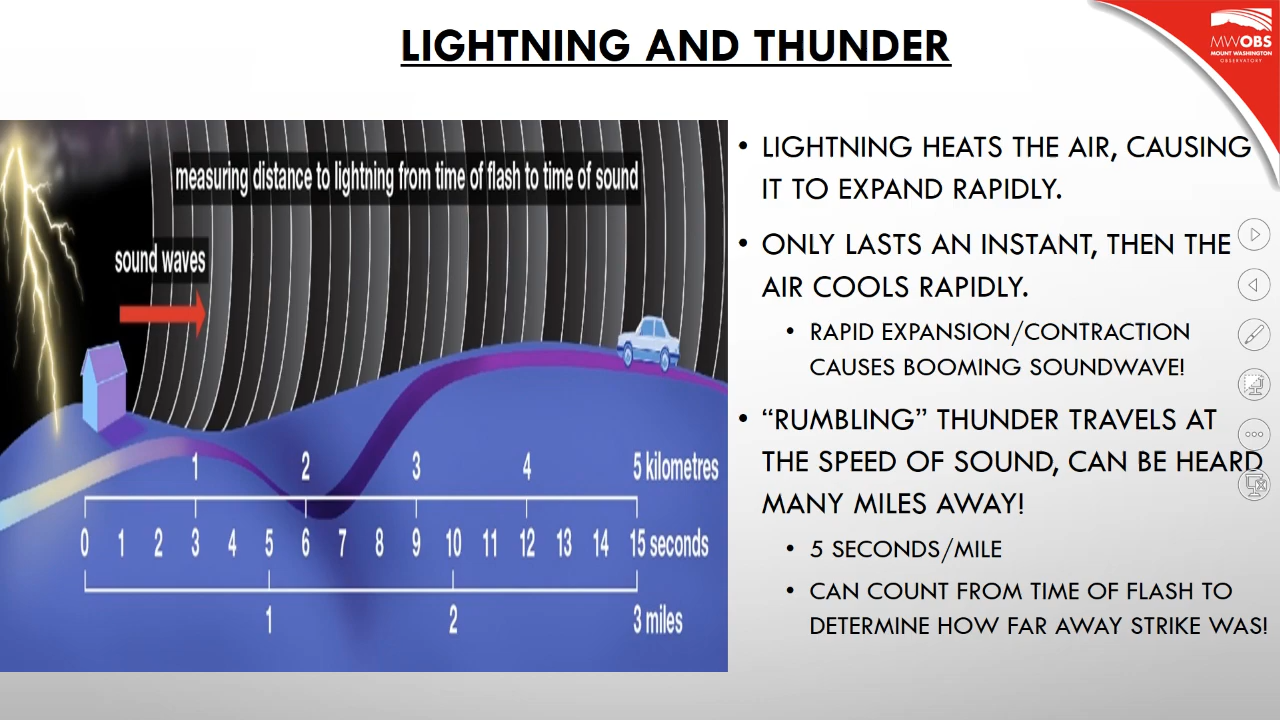 LIGHTNING AND THUNDER
MWOBS
MOUNT WASHINGTON
OBSERVATORY
measuring distance to lightning from time of flash to time of sound
sound waves
1 2 3 4 5 kilometres
0 1 2 3 4 5 6 7 8 9 10 11 12 13 14 15 seconds
1 2 3 miles
• LIGHTNING HEATS THE AIR, CAUSING
IT TO EXPAND RAPIDLY.
• ONLY LASTS AN INSTANT, THEN THE
AIR COOLS RAPIDLY.
• RAPID EXPANSION/CONTRACTION
CAUSES BOOMING SOUNDWAVE!
• “RUMBLING” THUNDER TRAVELS AT
THE SPEED OF SOUND, CAN BE HEARD
MANY MILES AWAY!
• 5 SECONDS/MILE
• CAN COUNT FROM TIME OF FLASH TO
DETERMINE HOW FAR AWAY STRIKE WAS!